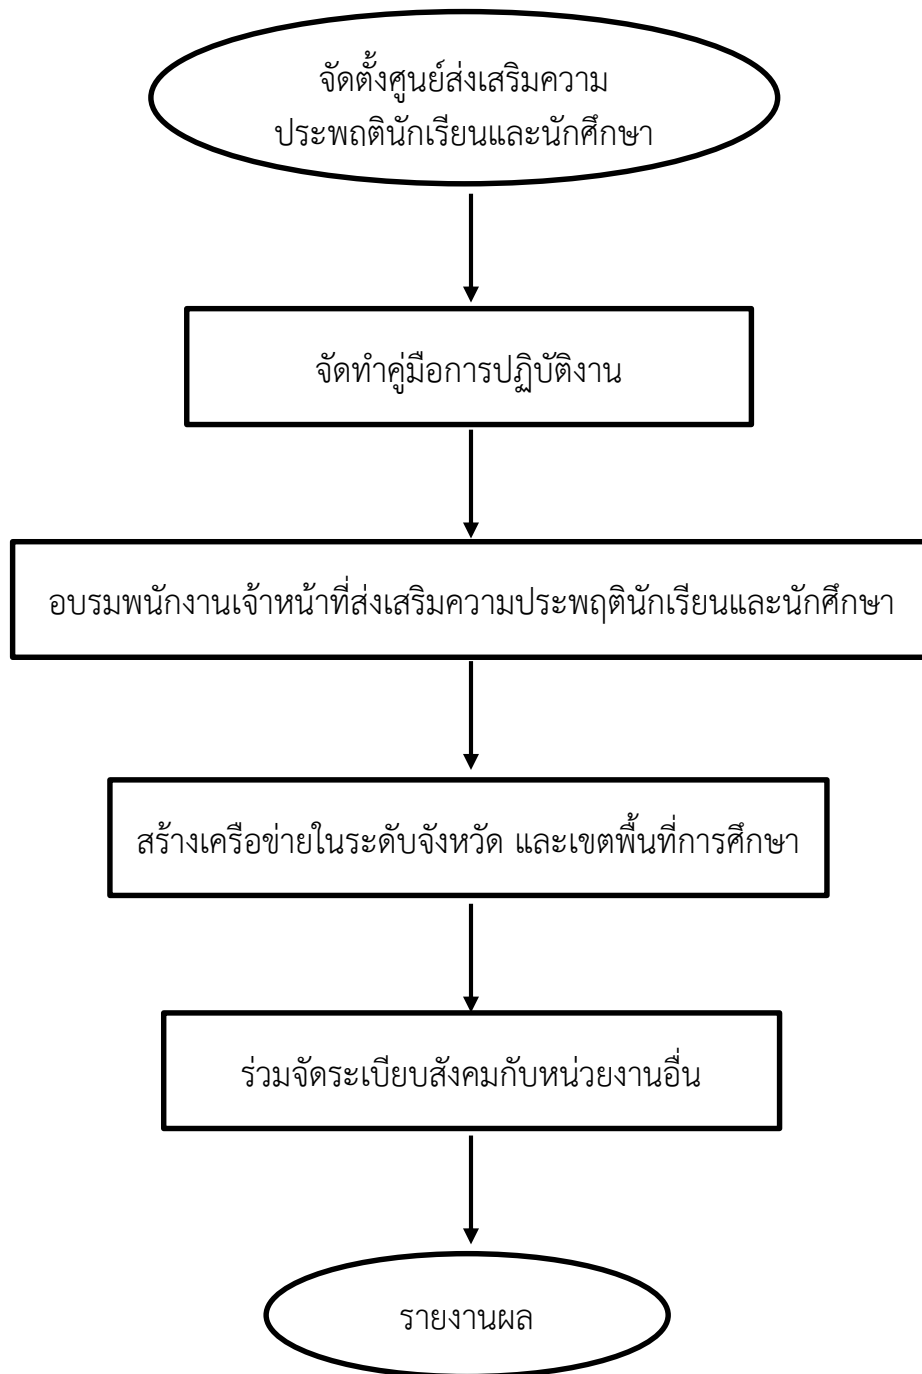 จัดตั้งศูนย์ส่งเสริมความ
ประพฤตินักเรียนและนักศึกษา
จัดทำคู่มือการปฏิบัติงาน
อบรมพนักงานเจ้าหน้าที่ส่งเสริมความประพฤตินักเรียนและนักศึกษา
สร้างเครือข่ายในระดับจังหวัด และเขตพื้นที่การศึกษา
ร่วมจัดระเบียบสังคมกับหน่วยงานอื่น
รายงานผล